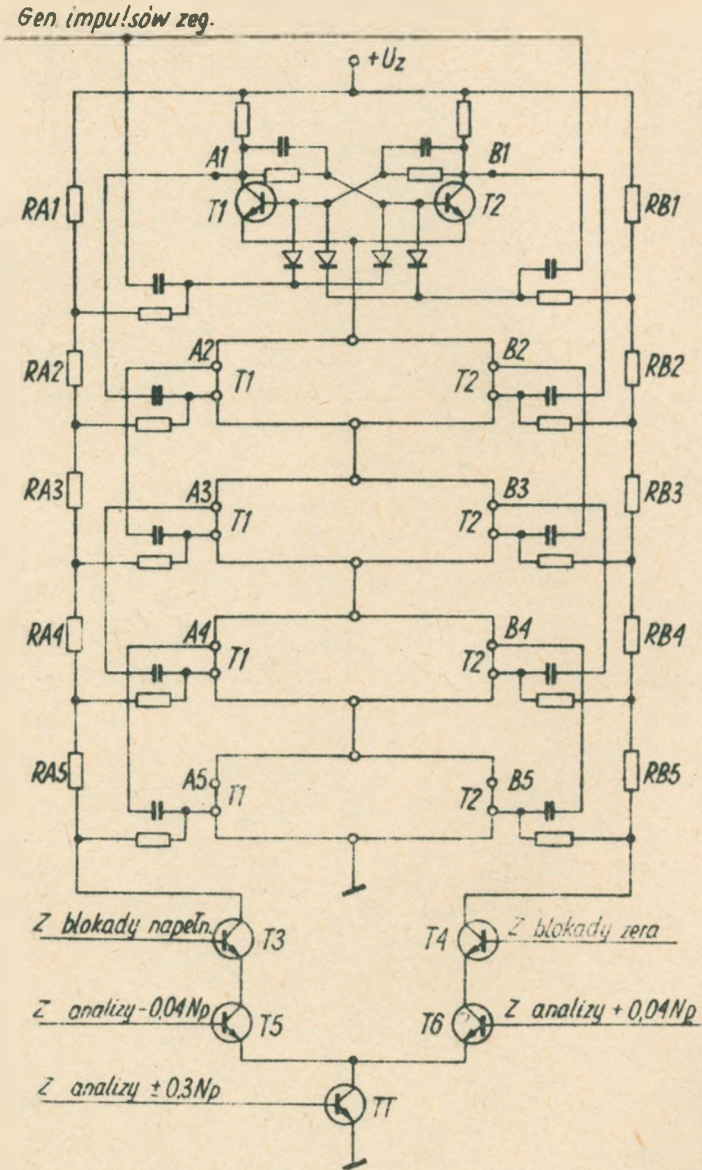 Gen. impulsów zeg.
+Uz
A1
B1
RA1
T1
T2
RB1
RA2
A2
T1
B2
T2
RB2
RA3
A3
T1
B3
T2
RB3
RA4
A4
T1
B4
T2
RB4
RA5
A5
T1
B5
T2
RB5
Z blokady napełn.
T3
T4
Z blokady zera
Z analizy -0,04Np
T5
T6
Z analizy +0,04Np
Z analizy ±0,3Np
TT